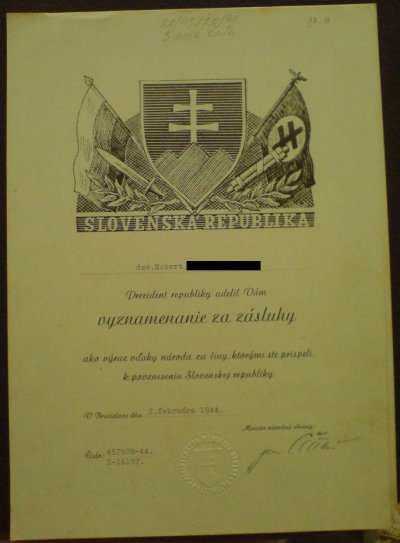 SLOVENSKÁ REPUBLIKA
des.Robert
Prezident republiky udelil Vám
vyznamenanie za zásluhy
ako výraz vďaky národa za činy, ktorými ste prispeli
k povzneseniu Slovenskej republiky
V Bratislave dňa 2.februára 1944.
Minister národnej obrany:
Číslo: 497508-44.
S-16187.